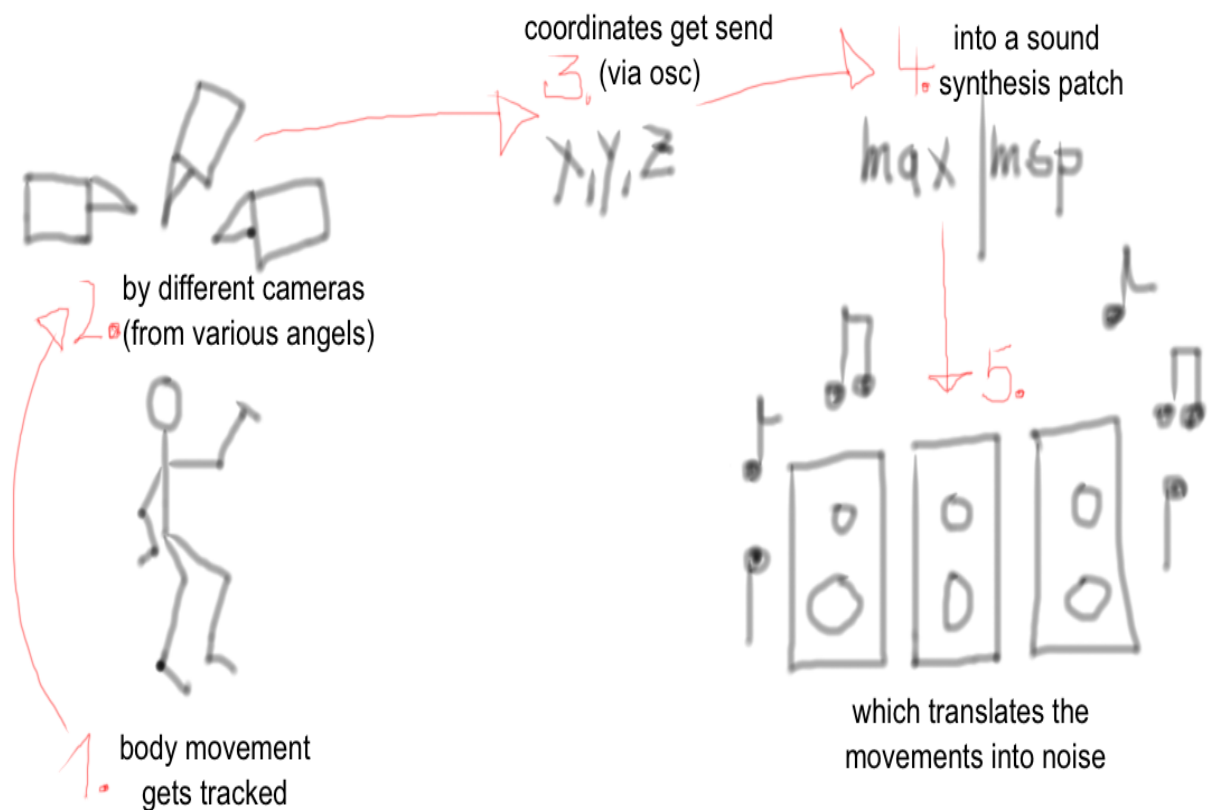 1.
body movement
gets tracked
2.
by different cameras
(from various angels)
3.
coordinates get send
(via osc)
x,y,z
4.
into a sound
synthesis patch
max|msp
5.
which translates the
movements into noise